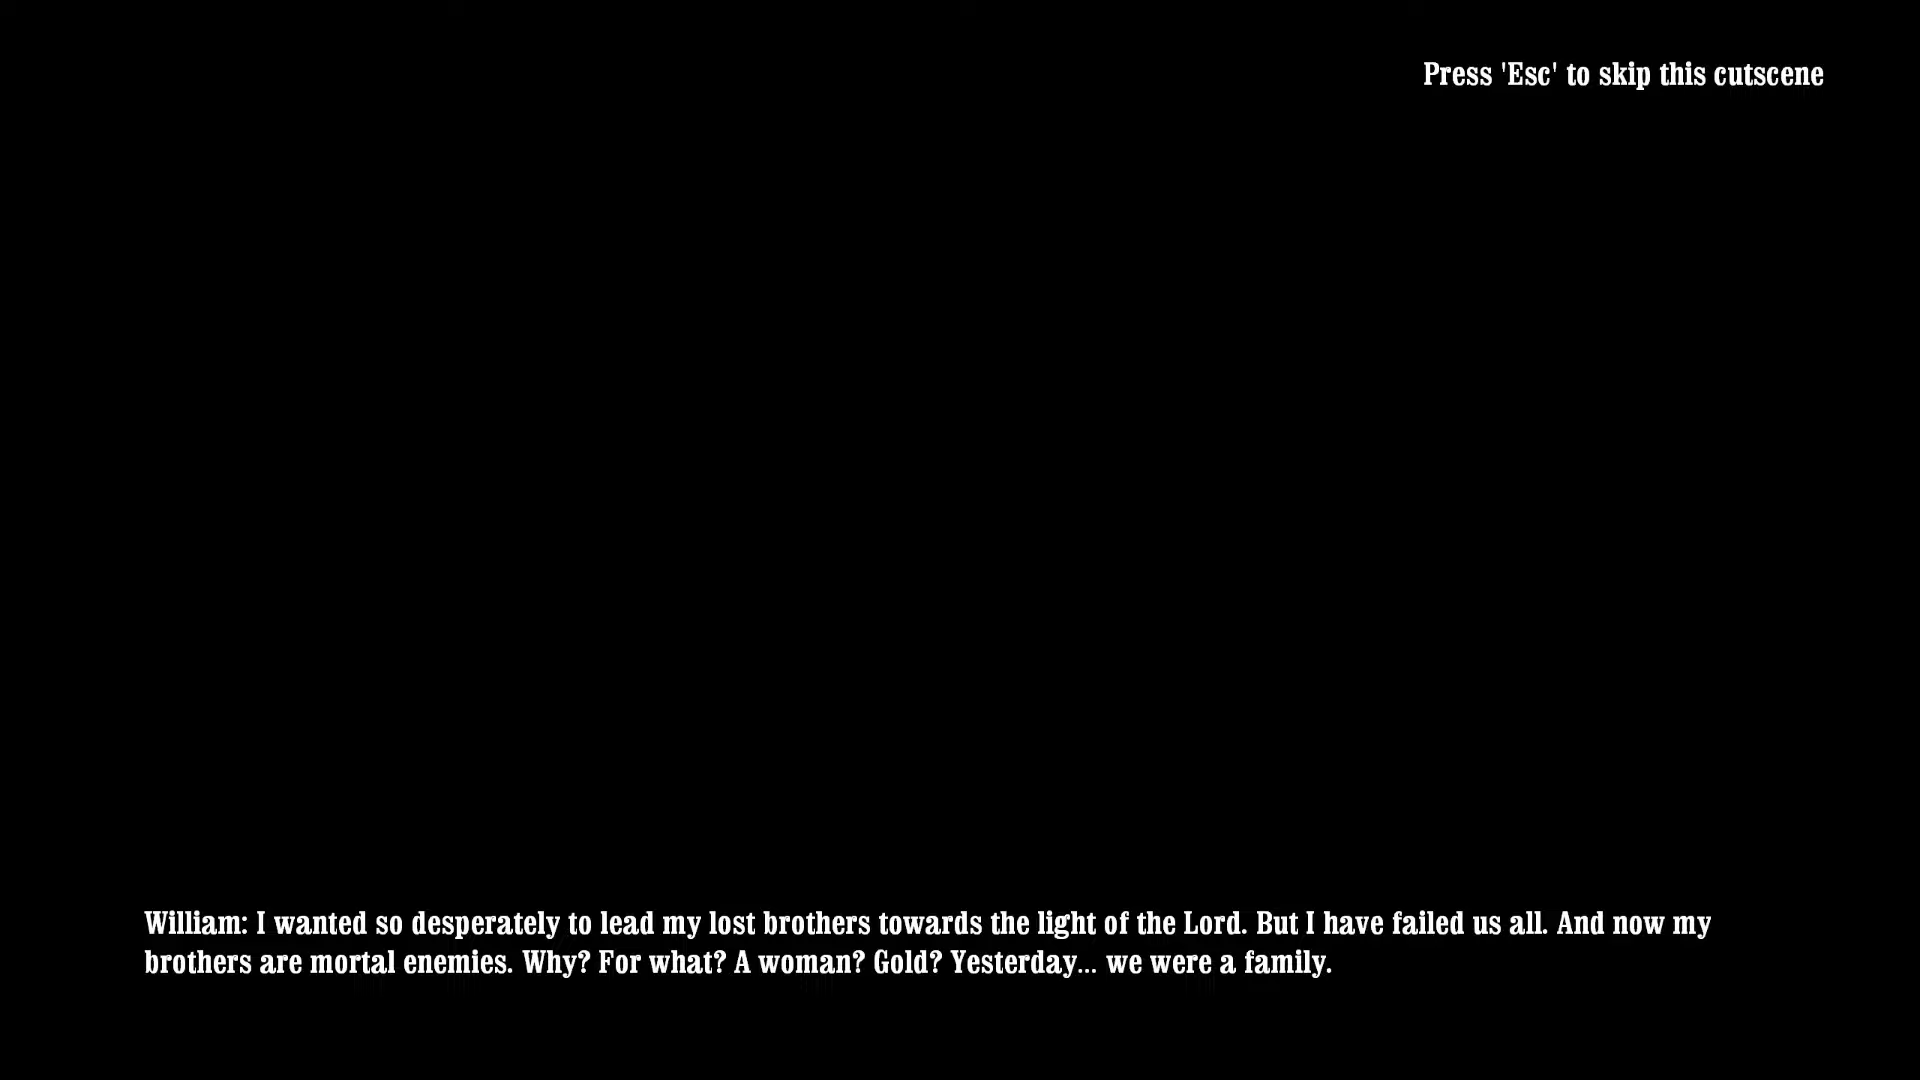 Press 'Esc' to skip this cutscene
William: I wanted so desperately to lead my lost brothers towards the light of the Lord. But I have failed us all. And now my
brothers are mortal enemies. Why? For what? A woman? Gold? Yesterday... we were a family.